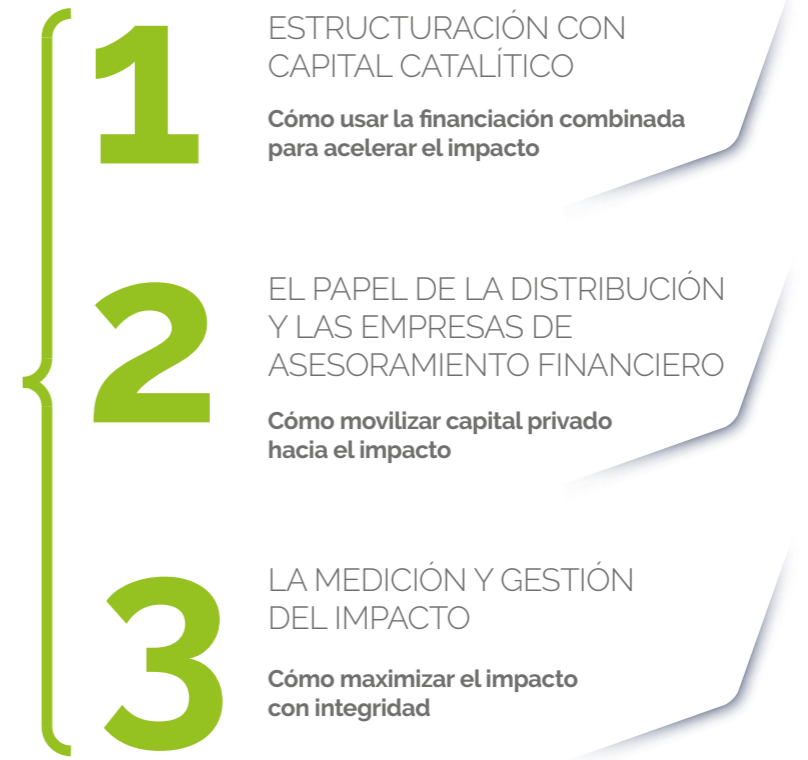 1
ESTRUCTURACIÓN CON
CAPITAL CATALÍTICO
Cómo usar la financiación combinada
para acelerar el impacto
2
EL PAPEL DE LA DISTRIBUCIÓN
Y LAS EMPRESAS DE
ASESORAMIENTO FINANCIERO
Cómo movilizar capital privado
hacia el impacto
3
LA MEDICIÓN Y GESTIÓN
DEL IMPACTO
Cómo maximizar el impacto
con integridad